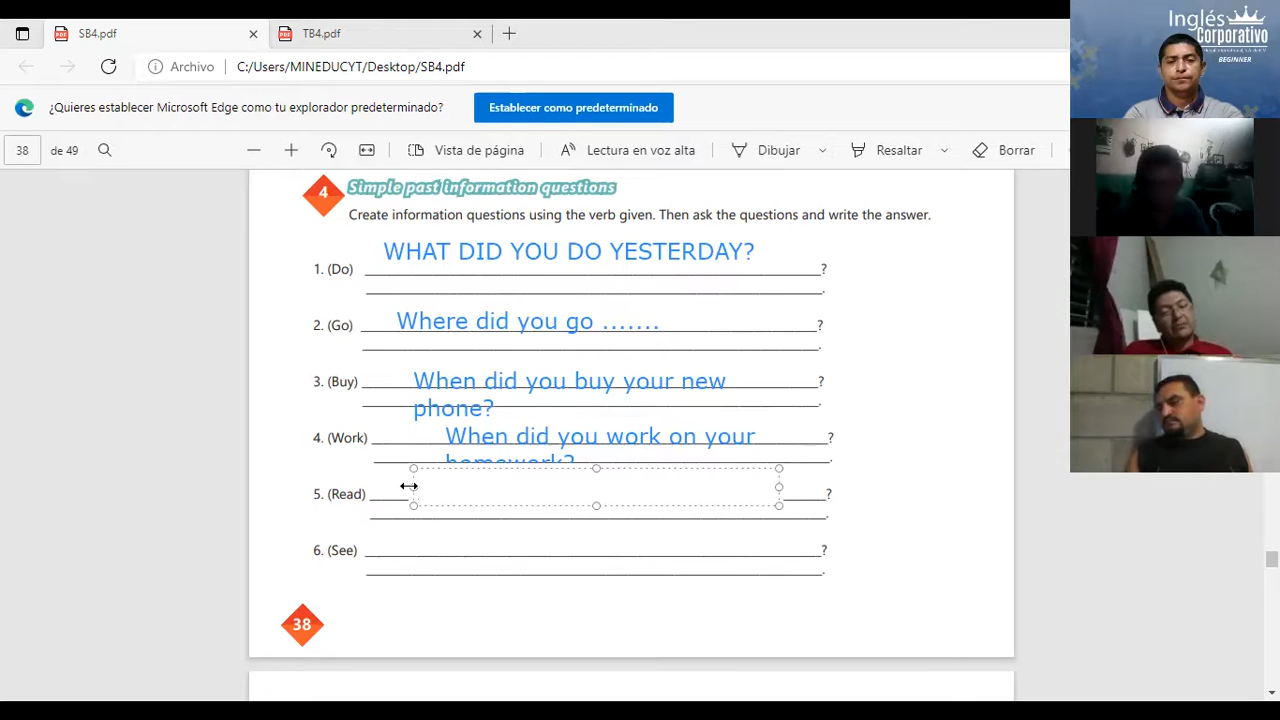 SB4.pdf
TB4.pdf
Archivo
C:/Users/MINEDUCYT/Desktop/SB4.pdf
¿Quieres establecer Microsoft Edge como tu explorador predeterminado?
Establecer como predeterminado
38 de 49
Vista de página
Lectura en voz alta
Dibujar
Resaltar
Borrar
4 Simple past information questions
Create information questions using the verb given. Then ask the questions and write the answer.
WHAT DID YOU DO YESTERDAY?
1. (Do) ?
.
2. (Go) Where did you go ....... ?
.
3. (Buy) When did you buy your new ?
phone? .
4. (Work) When did you work on your ?
homework? .
5. (Read) ?
.
6. (See) ?
.
38
Inglés
Corporativo
BEGINNER